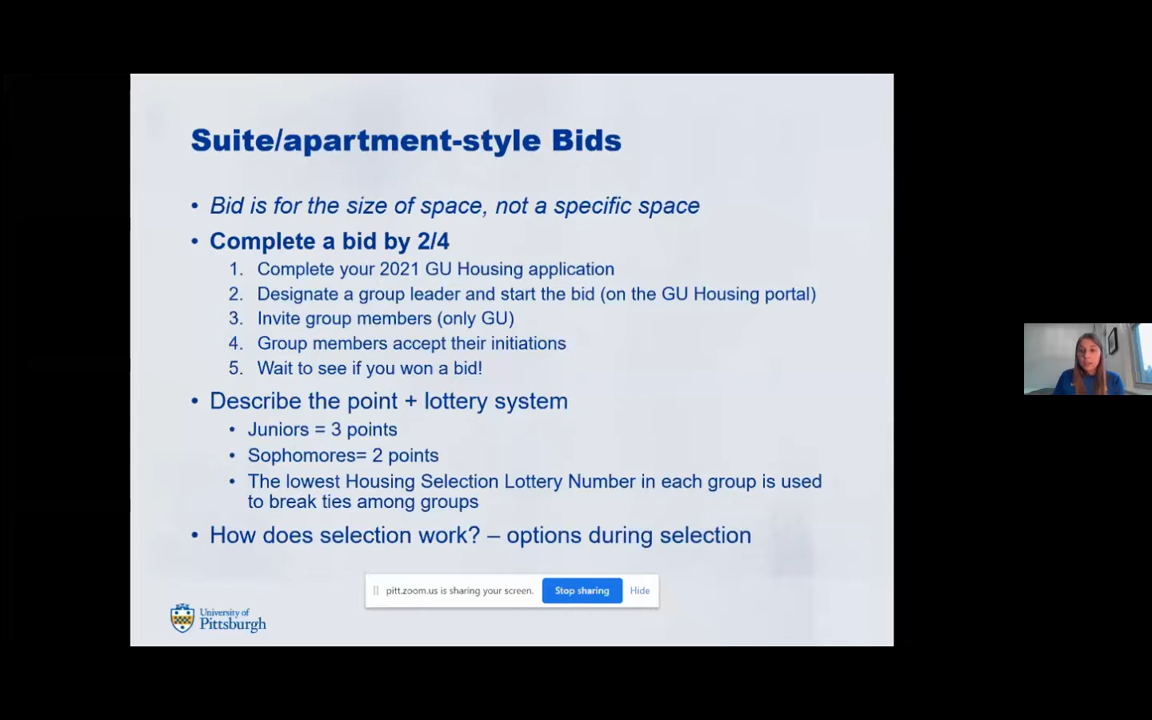 Suite/apartment-style Bids
• Bid is for the size of space, not a specific space
• Complete a bid by 2/4
1. Complete your 2021 GU Housing application
2. Designate a group leader and start the bid (on the GU Housing portal)
3. Invite group members (only GU)
4. Group members accept their initiations
5. Wait to see if you won a bid!
• Describe the point + lottery system
• Juniors = 3 points
• Sophomores= 2 points
• The lowest Housing Selection Lottery Number in each group is used
to break ties among groups
• How does selection work? – options during selection
pitt.zoom.us is sharing your screen. Stop sharing Hide
University of
Pittsburgh